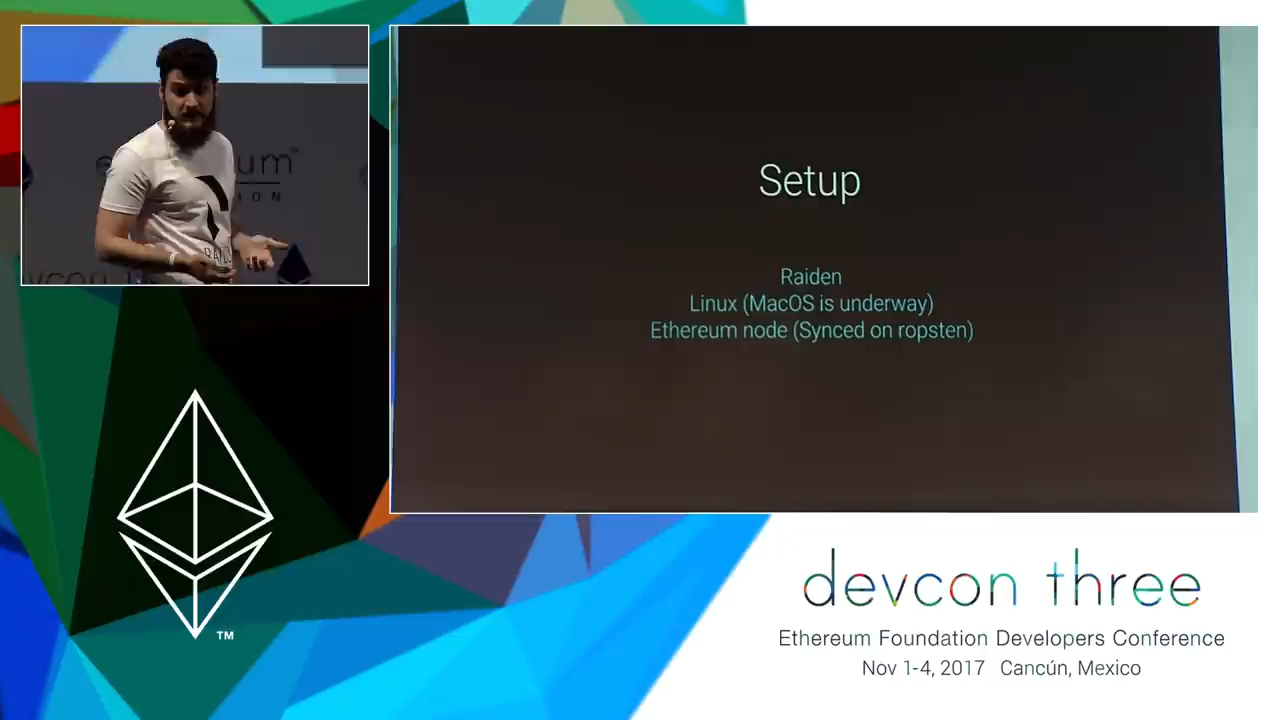 Setup
Raiden
Linux (MacOS is underway)
Ethereum node (Synced on ropsten)
TM
devcon three
Ethereum Foundation Developers Conference
Nov 1-4, 2017 Cancún, Mexico